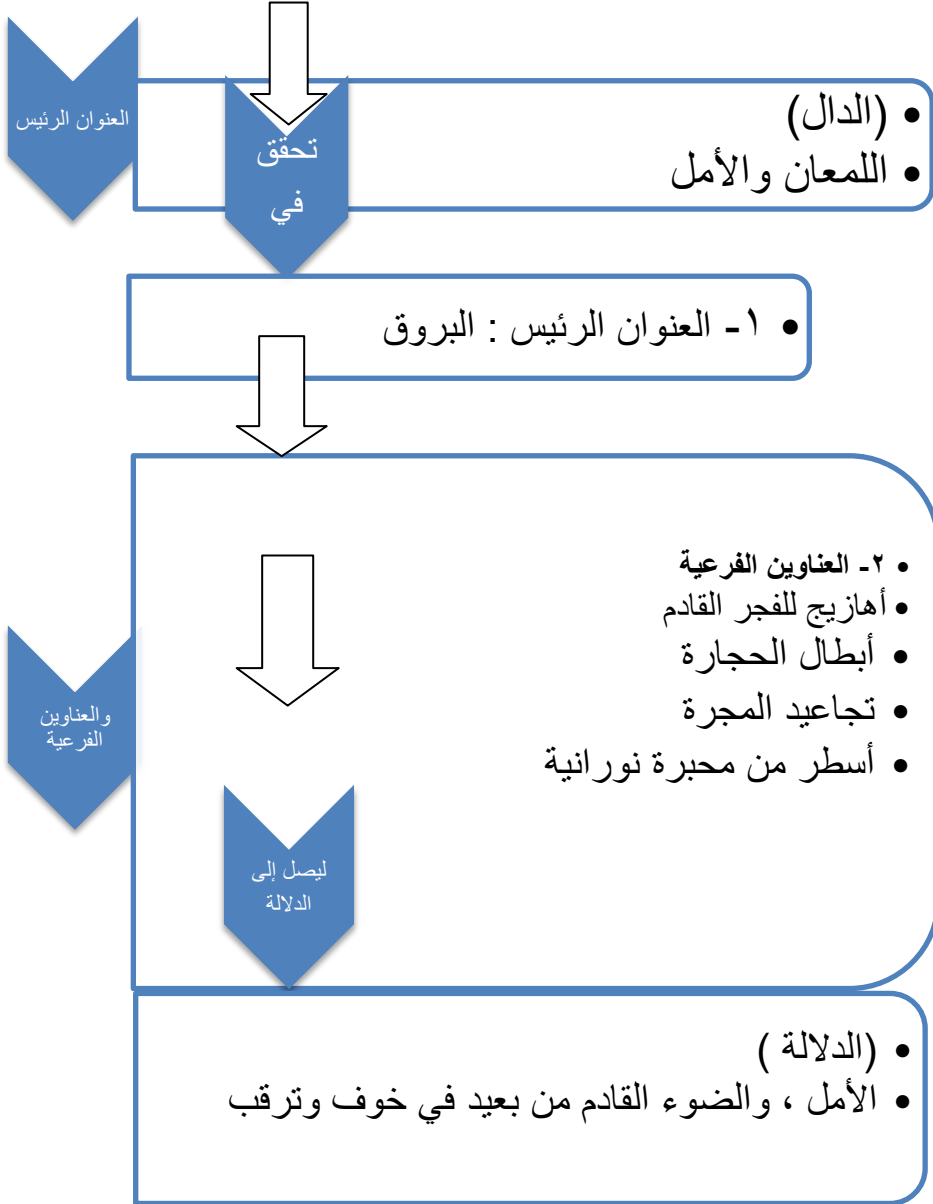 العنوان الرئيس
• (الدال)
• اللمعان والأمل
تحقق
في
• ١- العنوان الرئيس : البروق
• ٢- العناوين الفرعية
• أهازيج للفجر القادم
• أبطال الحجارة
• تجاعيد المجرة
• أسطر من محبرة نورانية
والعناوين
الفرعية
ليصل إلى
الدلالة
• (الدلالة )
• الأمل ، والضوء القادم من بعيد في خوف وترقب